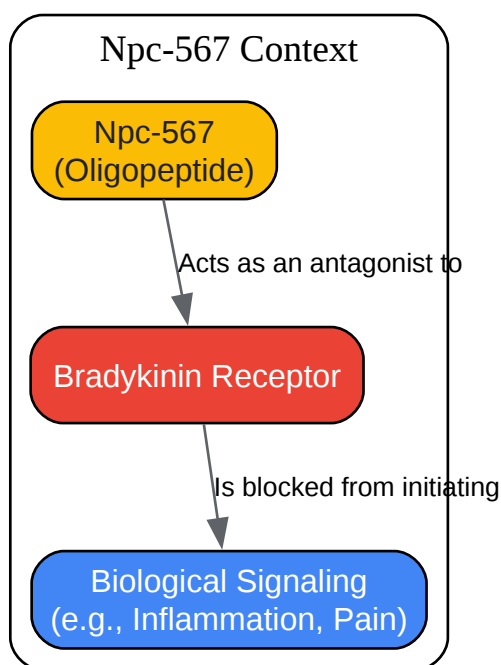 Npc-567 Context
Npc-567
(Oligopeptide)
Acts as an antagonist to
Bradykinin Receptor
Is blocked from initiating
Biological Signaling
(e.g., Inflammation, Pain)